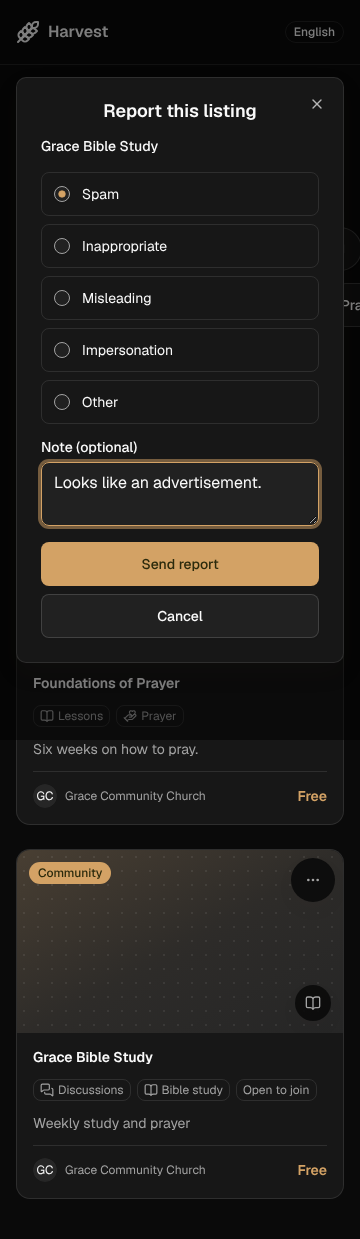 Harvest
English
Report this listing
Grace Bible Study
Spam
Inappropriate
Misleading
Impersonation
Other
Note (optional)
Looks like an advertisement.
Send report
Cancel
Foundations of Prayer
Lessons Prayer
Six weeks on how to pray.
GC Grace Community Church Free
Community
Grace Bible Study
Discussions Bible study Open to join
Weekly study and prayer
GC Grace Community Church Free